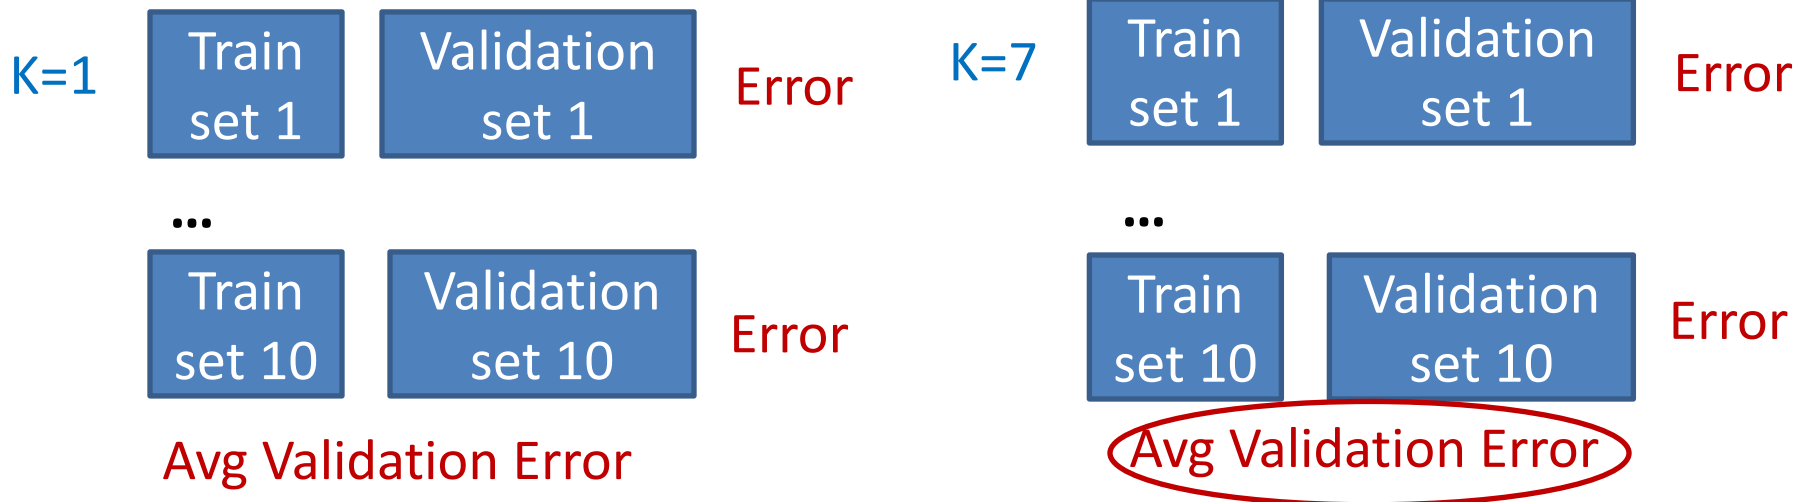 K=1
Train
set 1
Validation
set 1
Error
...
Train
set 10
Validation
set 10
Error
Avg Validation Error
K=7
Train
set 1
Validation
set 1
Error
...
Train
set 10
Validation
set 10
Error
Avg Validation Error